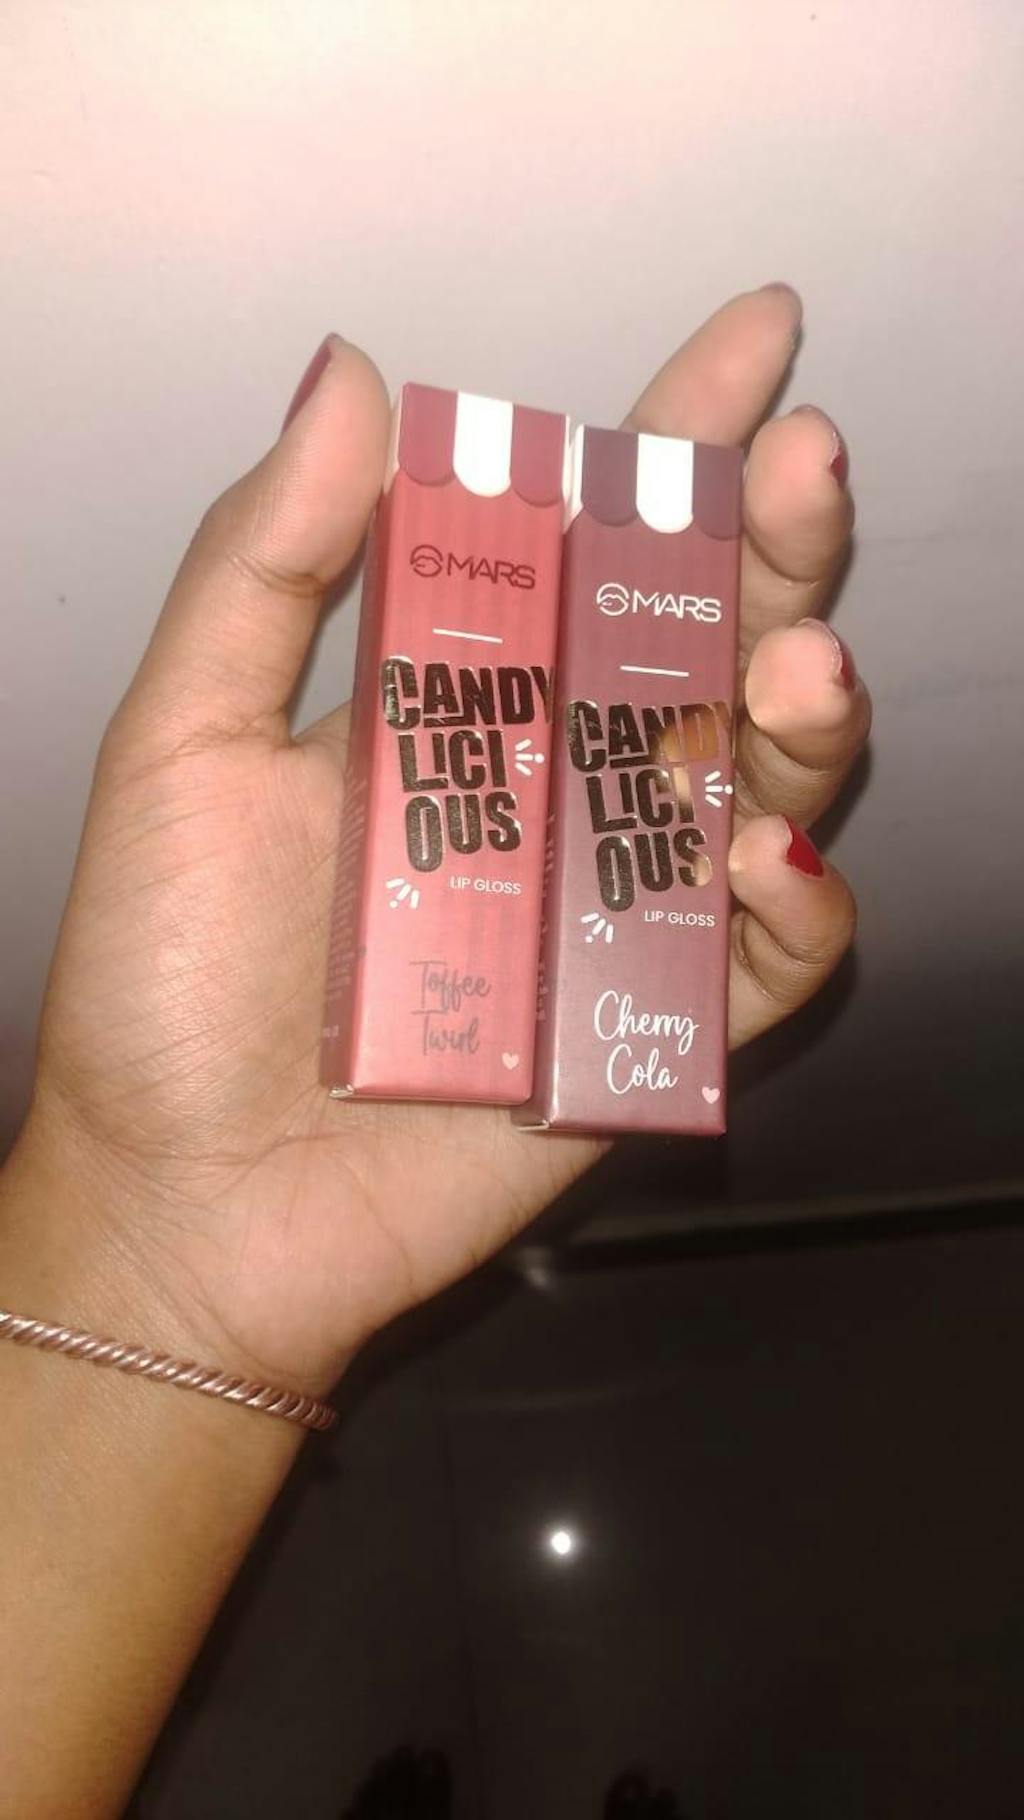 MARS
CANDY
LICI
OUS
LIP GLOSS
Toffee
Twirl
MARS
CANDY
LICI
OUS
LIP GLOSS
Cherry
Cola